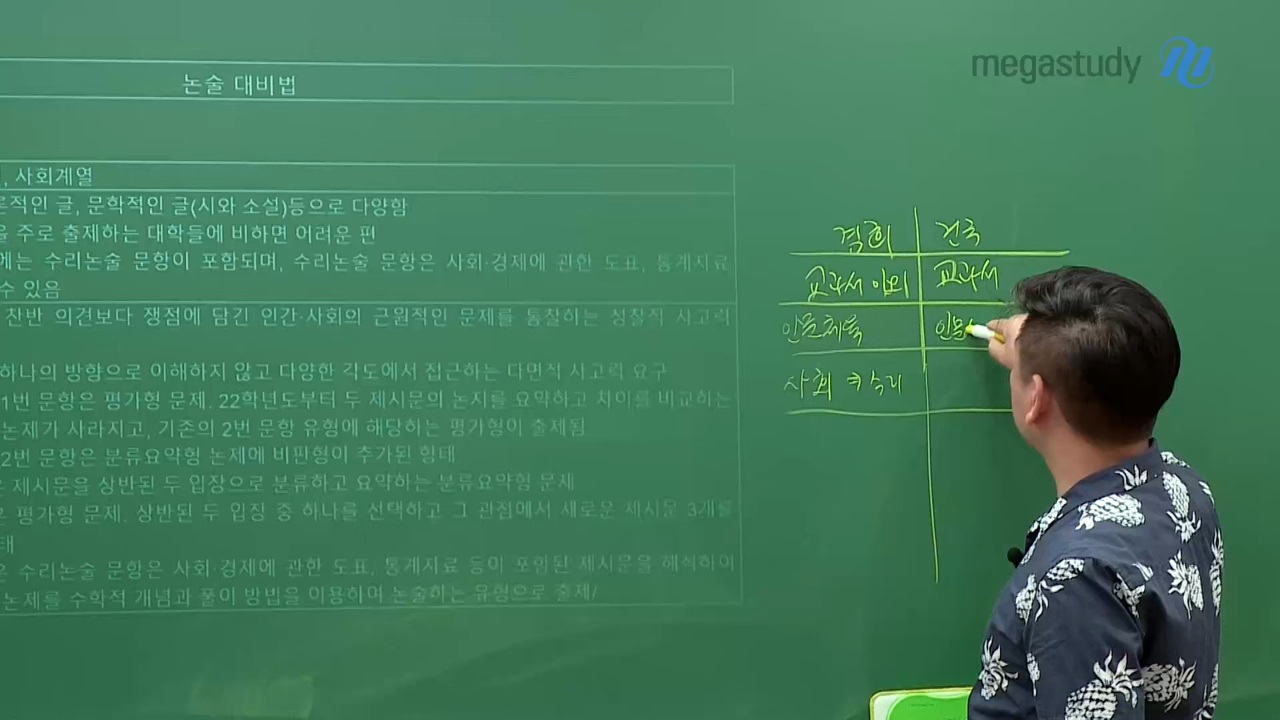 megastudy
논술 대비법
, 사회계열
론적인 글, 문학적인 글(시와 소설)등으로 다양함
을 주로 출제하는 대학들에 비하면 어려운 편
에는 수리논술 문항이 포함되며, 수리논술 문항은 사회·경제에 관한 도표, 통계자료
수 있음
찬반 의견보다 쟁점에 담긴 인간·사회의 근원적인 문제를 통찰하는 성찰적 사고력
하나의 방향으로 이해하지 않고 다양한 각도에서 접근하는 다면적 사고력 요구
1번 문항은 평가형 문제. 22학년도부터 두 제시문의 논지를 요약하고 차이를 비교하는
논제가 사라지고, 기존의 2번 문항 유형에 해당하는 평가형이 출제됨
2번 문항은 분류요약형 논제에 비판형이 추가된 형태
은 제시문을 상반된 두 입장으로 분류하고 요약하는 분류요약형 문제
은 평가형 문제. 상반된 두 입장 중 하나를 선택하고 그 관점에서 새로운 제시문 3개를
태
은 수리논술 문항은 사회·경제에 관한 도표, 통계자료 등이 포함된 제시문을 해석하여
논제를 수학적 개념과 풀이 방법을 이용하여 논술하는 유형으로 출제/
경희 건국
교과서 이외 교과서
인문체육 인문
사회 수리